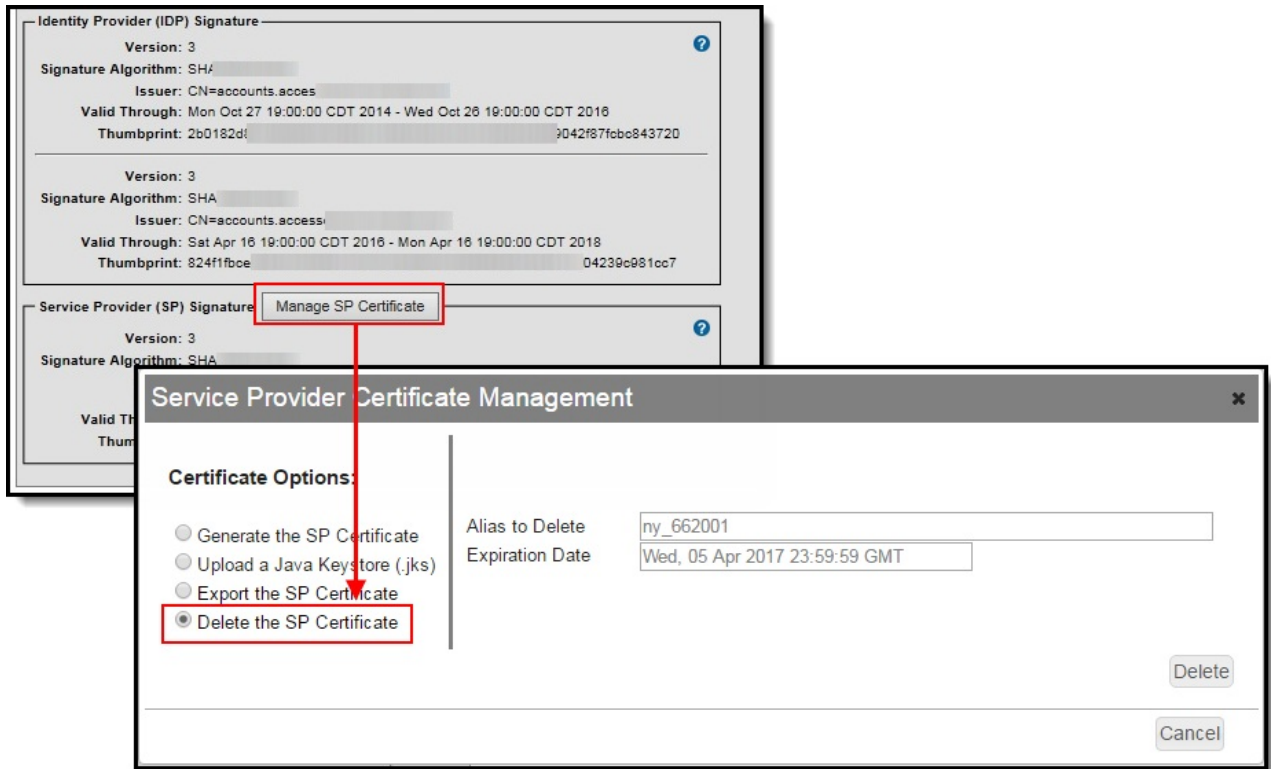 Identity Provider (IDP) Signature
Version: 3
Signature Algorithm: SHA
Issuer: CN=accounts.acces
Valid Through: Mon Oct 27 19:00:00 CDT 2014 - Wed Oct 26 19:00:00 CDT 2016
Thumbprint: 2b0182d 9042f87fcbc843720
Version: 3
Signature Algorithm: SHA
Issuer: CN=accounts.access
Valid Through: Sat Apr 16 19:00:00 CDT 2016 - Mon Apr 16 19:00:00 CDT 2018
Thumbprint: 824f1fbce 04239c981cc7
Service Provider (SP) Signature Manage SP Certificate
Version: 3
Signature Algorithm: SHA
Valid Th
Thum
Service Provider Certificate Management
Certificate Options:
Generate the SP Certificate
Upload a Java Keystore (.jks)
Export the SP Certificate
Delete the SP Certificate
Alias to Delete ny_662001
Expiration Date Wed, 05 Apr 2017 23:59:59 GMT
Delete
Cancel